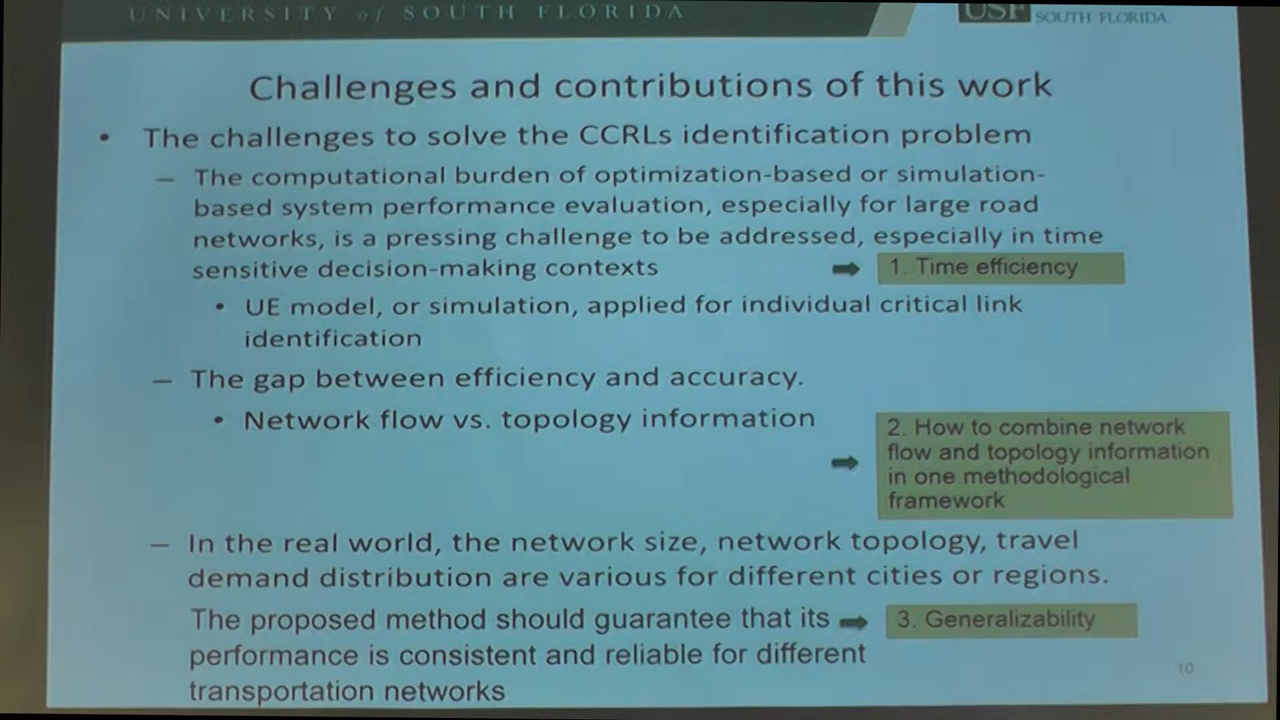 UNIVERSITY of SOUTH FLORIDA
USF SOUTH FLORIDA
Challenges and contributions of this work
• The challenges to solve the CCRLs identification problem
– The computational burden of optimization-based or simulation-
based system performance evaluation, especially for large road
networks, is a pressing challenge to be addressed, especially in time
sensitive decision-making contexts
1. Time efficiency
• UE model, or simulation, applied for individual critical link
identification
– The gap between efficiency and accuracy.
• Network flow vs. topology information
2. How to combine network
flow and topology information
in one methodological
framework
– In the real world, the network size, network topology, travel
demand distribution are various for different cities or regions.
The proposed method should guarantee that its
performance is consistent and reliable for different
transportation networks
3. Generalizability
10